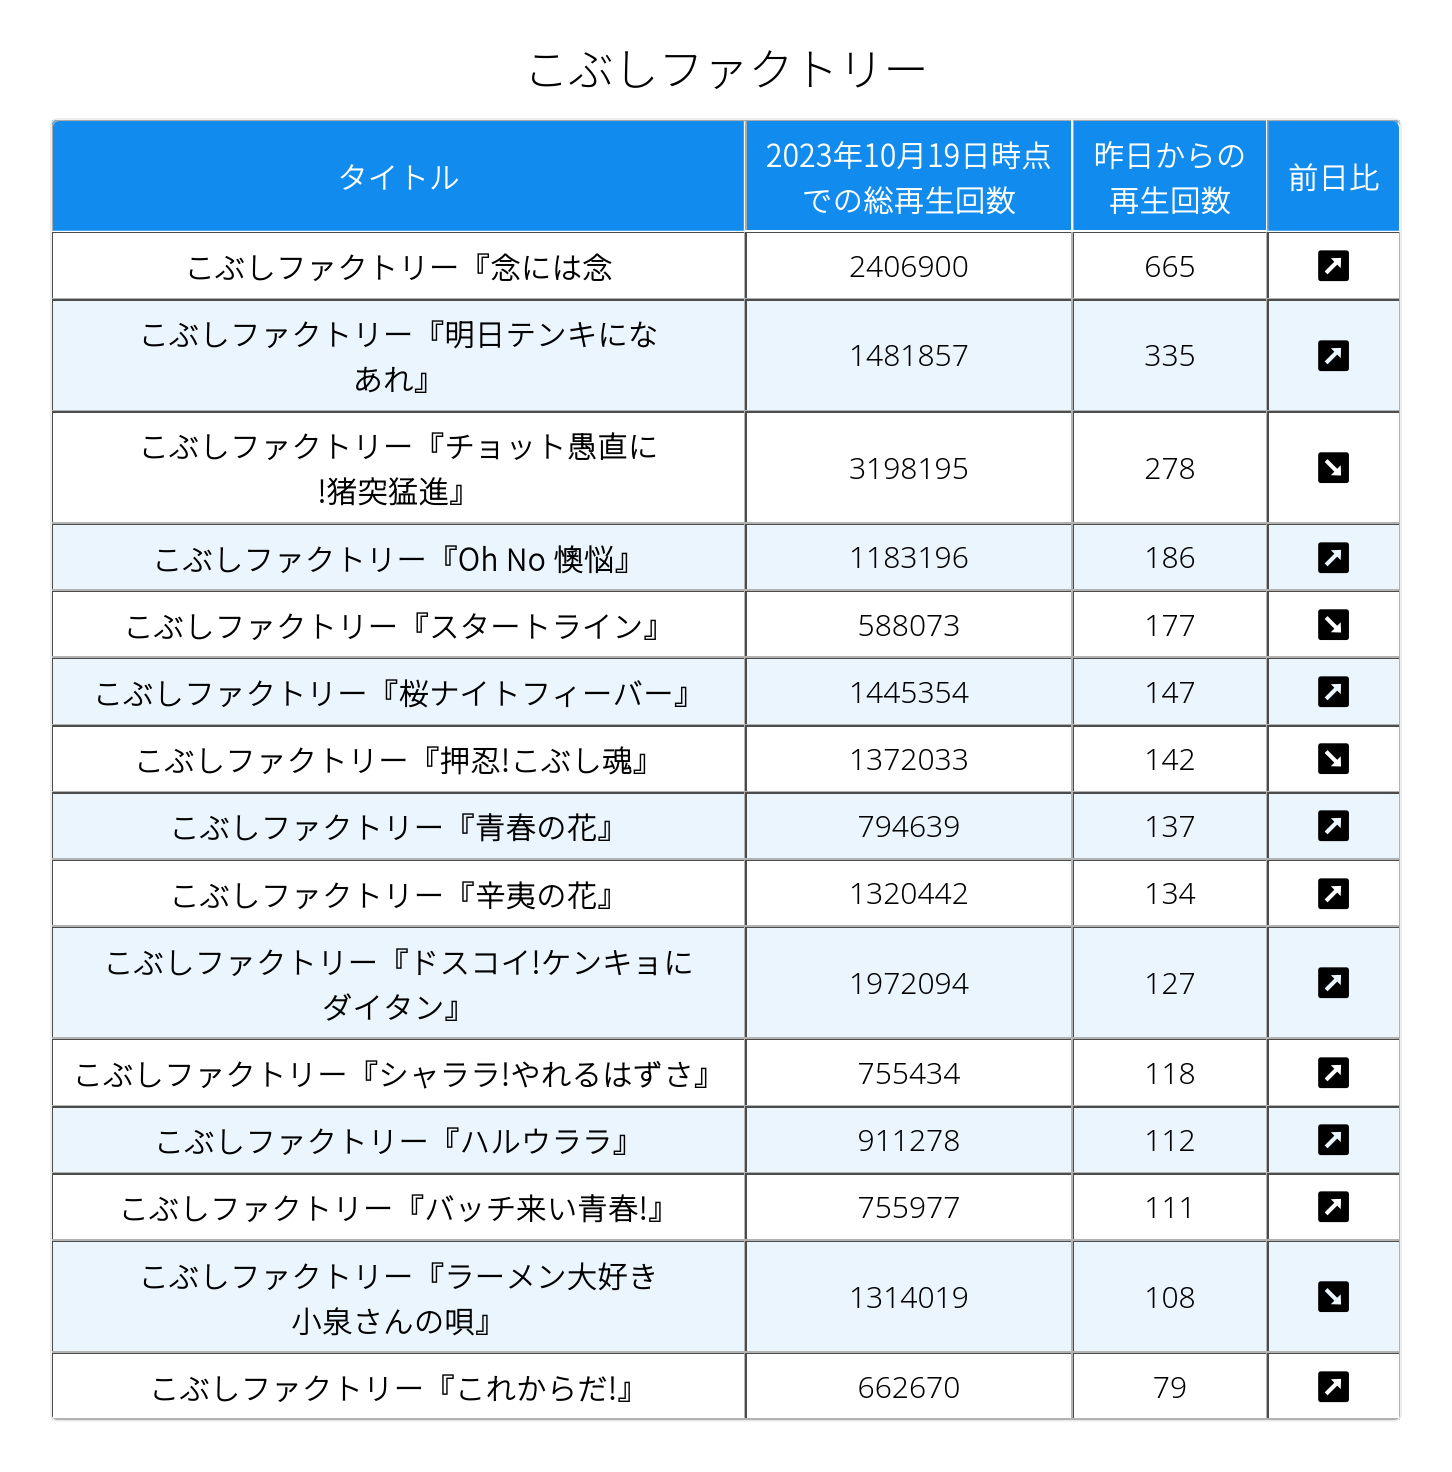 こぶしファクトリー
タイトル
2023年10月19日時点
での総再生回数
昨日からの
再生回数
前日比
こぶしファクトリー『念には念
2406900
665
こぶしファクトリー『明日テンキにな
あれ』
1481857
335
こぶしファクトリー『チョット愚直に
!猪突猛進』
3198195
278
こぶしファクトリー『Oh No 懊悩』
1183196
186
こぶしファクトリー『スタートライン』
588073
177
こぶしファクトリー『桜ナイトフィーバー』
1445354
147
こぶしファクトリー『押忍!こぶし魂』
1372033
142
こぶしファクトリー『青春の花』
794639
137
こぶしファクトリー『辛夷の花』
1320442
134
こぶしファクトリー『ドスコイ!ケンキョに
ダイタン』
1972094
127
こぶしファクトリー『シャララ!やれるはずさ』
755434
118
こぶしファクトリー『ハルウララ』
911278
112
こぶしファクトリー『バッチ来い青春!』
755977
111
こぶしファクトリー『ラーメン大好き
小泉さんの唄』
1314019
108
こぶしファクトリー『これからだ!』
662670
79